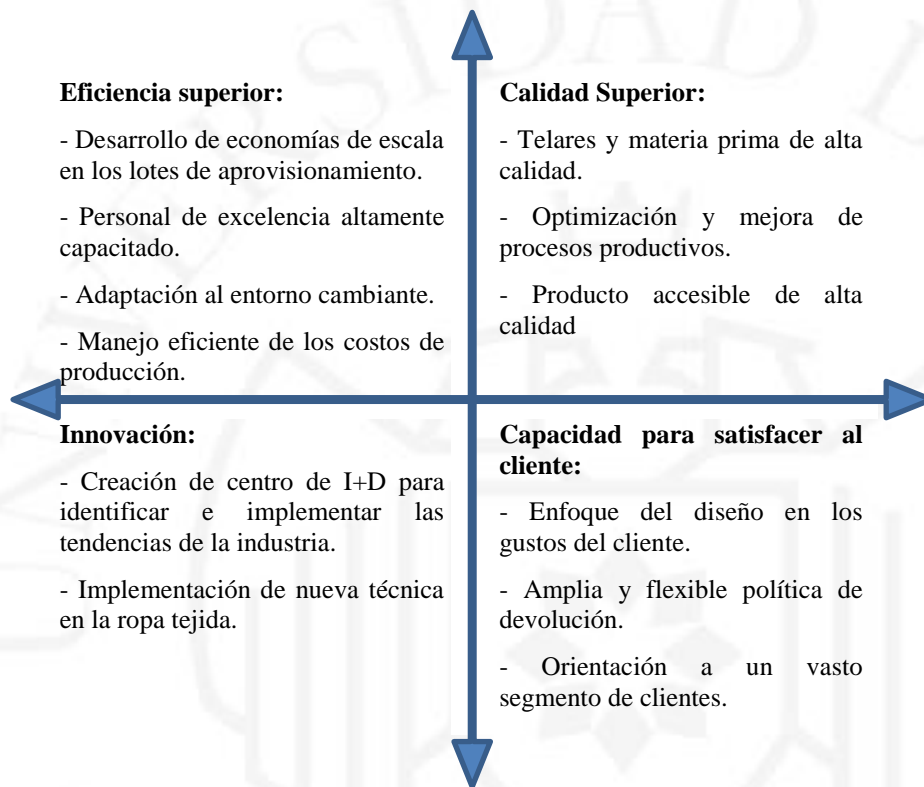 Eficiencia superior:
- Desarrollo de economías de escala
en los lotes de aprovisionamiento.
- Personal de excelencia altamente
capacitado.
- Adaptación al entorno cambiante.
- Manejo eficiente de los costos de
producción.
Calidad Superior:
- Telares y materia prima de alta
calidad.
- Optimización y mejora de
procesos productivos.
- Producto accesible de alta
calidad
Innovación:
- Creación de centro de I+D para
identificar e implementar las
tendencias de la industria.
- Implementación de nueva técnica
en la ropa tejida.
Capacidad para satisfacer al
cliente:
- Enfoque del diseño en los
gustos del cliente.
- Amplia y flexible política de
devolución.
- Orientación a un vasto
segmento de clientes.